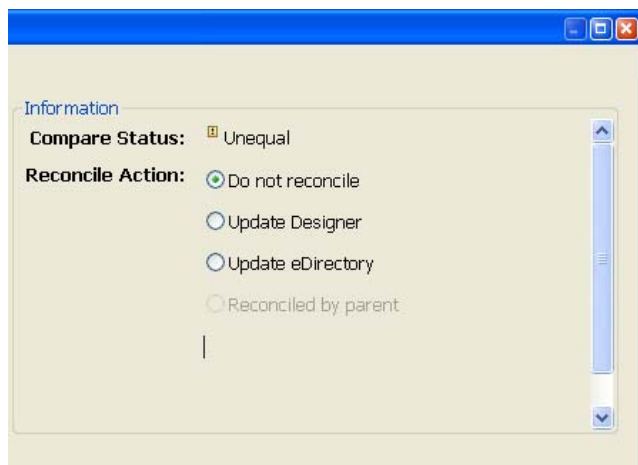 Information
Compare Status: Unequal
Reconcile Action: Do not reconcile
Update Designer
Update eDirectory
Reconciled by parent